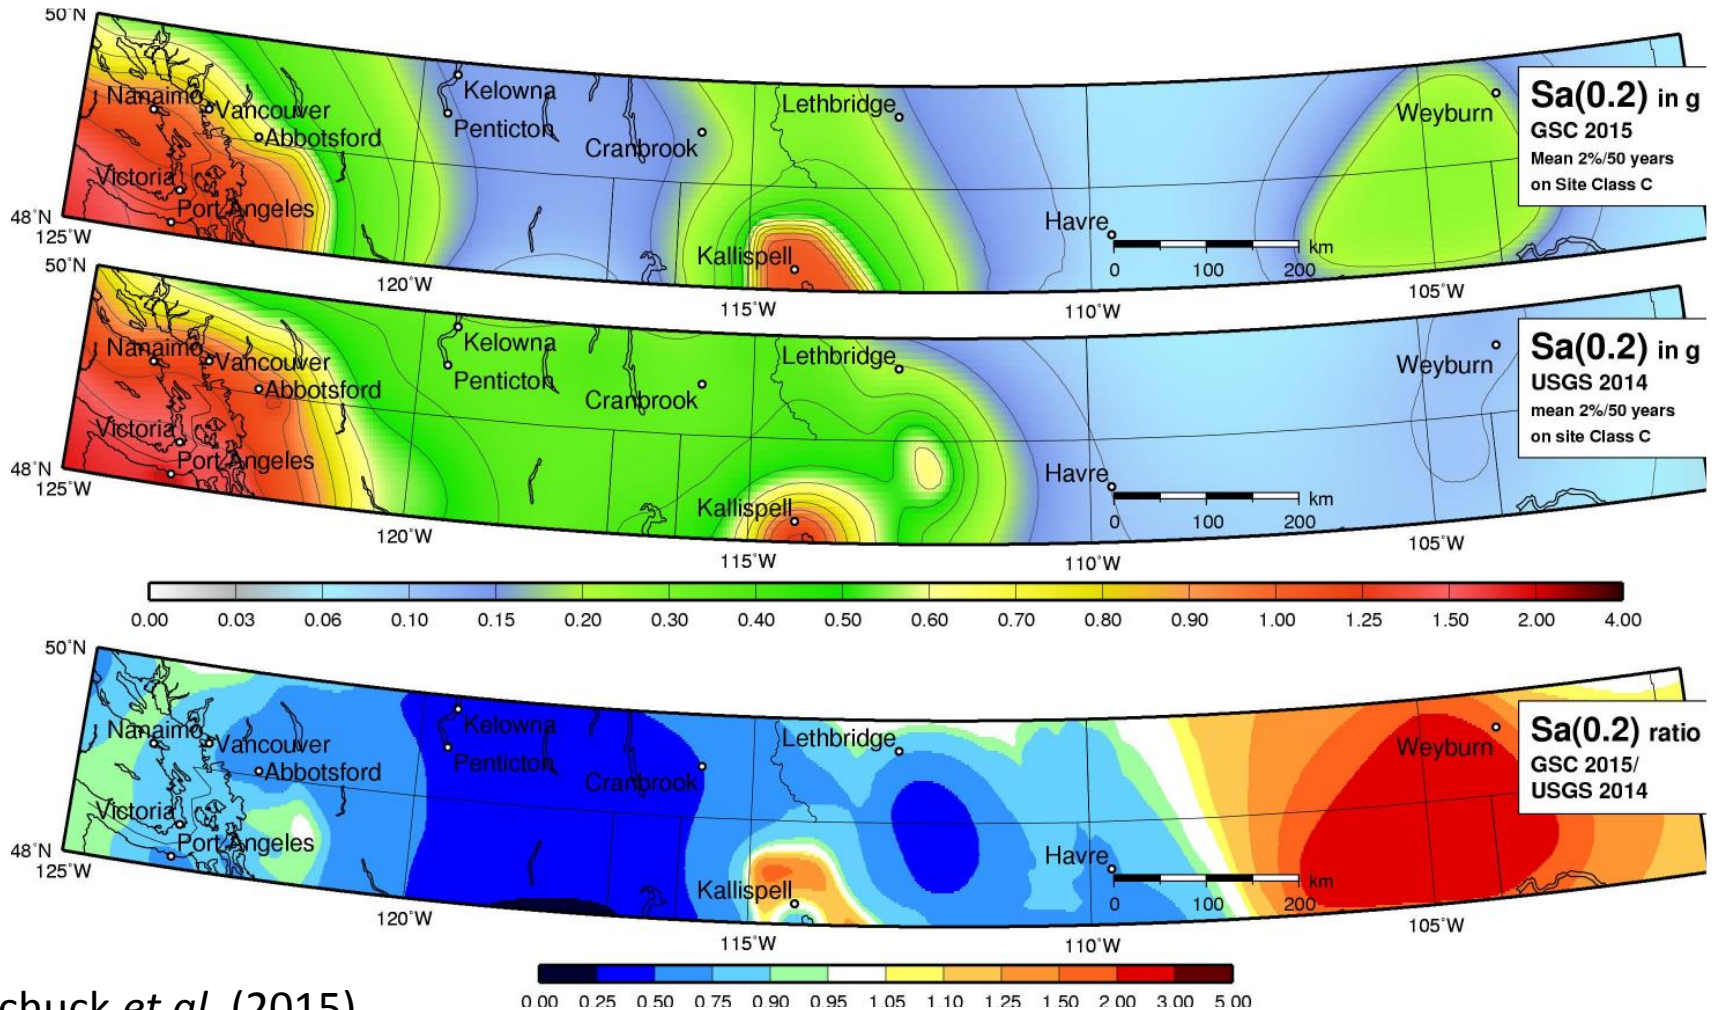 50°N
Nanaimo
Vancouver
Abbotsford
Victoria
Port Angeles
Kelowna
Penticton
Cranbrook
Lethbridge
Kallispell
Havre
Weyburn
48°N
125°W
120°W
115°W
110°W
105°W
0 100 200 km
Sa(0.2) in g
GSC 2015
Mean 2%/50 years
on Site Class C
50°N
Nanaimo
Vancouver
Abbotsford
Victoria
Port Angeles
Kelowna
Penticton
Cranbrook
Lethbridge
Kallispell
Havre
Weyburn
48°N
125°W
120°W
115°W
110°W
105°W
0 100 200 km
Sa(0.2) in g
USGS 2014
mean 2%/50 years
on site Class C
0.00 0.03 0.06 0.10 0.15 0.20 0.30 0.40 0.50 0.60 0.70 0.80 0.90 1.00 1.25 1.50 2.00 4.00
50°N
Nanaimo
Vancouver
Abbotsford
Victoria
Port Angeles
Kelowna
Penticton
Cranbrook
Lethbridge
Kallispell
Havre
Weyburn
48°N
125°W
120°W
115°W
110°W
105°W
0 100 200 km
Sa(0.2) ratio
GSC 2015/
USGS 2014
0.00 0.25 0.50 0.75 0.90 0.95 1.05 1.10 1.25 1.50 2.00 3.00 5.00
chuck et al. (2015)